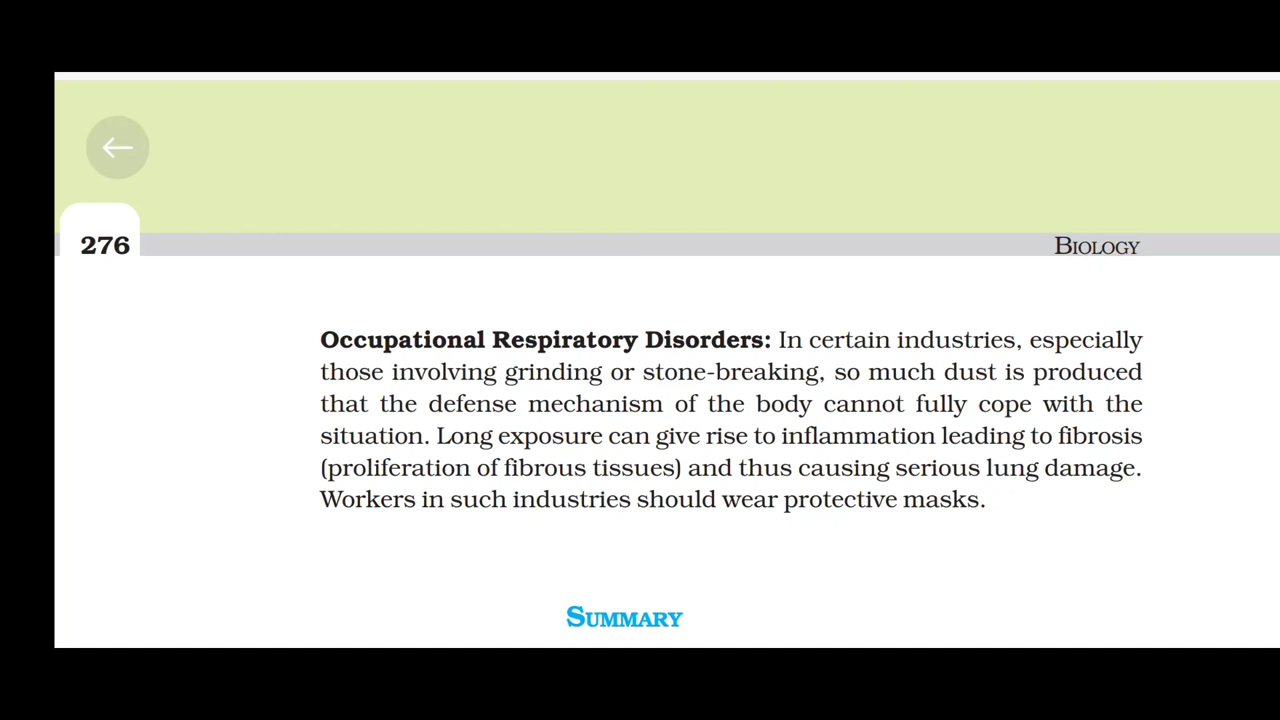 276
BIOLOGY
Occupational Respiratory Disorders: In certain industries, especially
those involving grinding or stone-breaking, so much dust is produced
that the defense mechanism of the body cannot fully cope with the
situation. Long exposure can give rise to inflammation leading to fibrosis
(proliferation of fibrous tissues) and thus causing serious lung damage.
Workers in such industries should wear protective masks.
SUMMARY